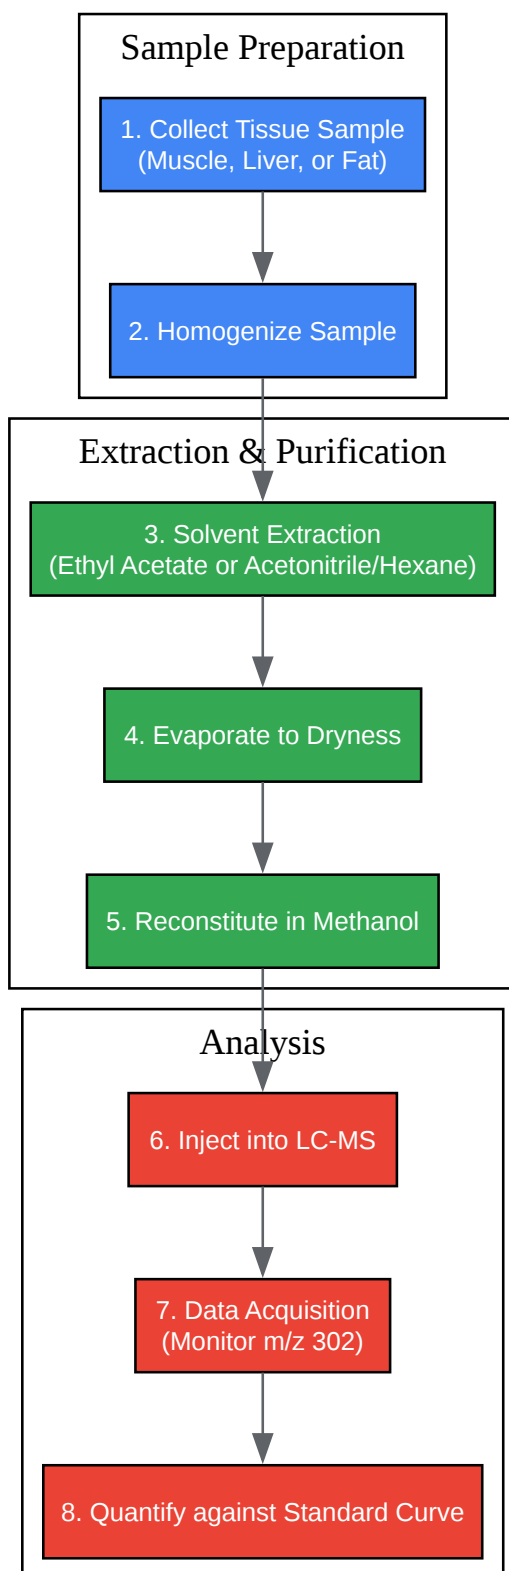 Sample Preparation
1. Collect Tissue Sample
(Muscle, Liver, or Fat)
2. Homogenize Sample
Extraction & Purification
3. Solvent Extraction
(Ethyl Acetate or Acetonitrile/Hexane)
4. Evaporate to Dryness
5. Reconstitute in Methanol
Analysis
6. Inject into LC-MS
7. Data Acquisition
(Monitor m/z 302)
8. Quantify against Standard Curve